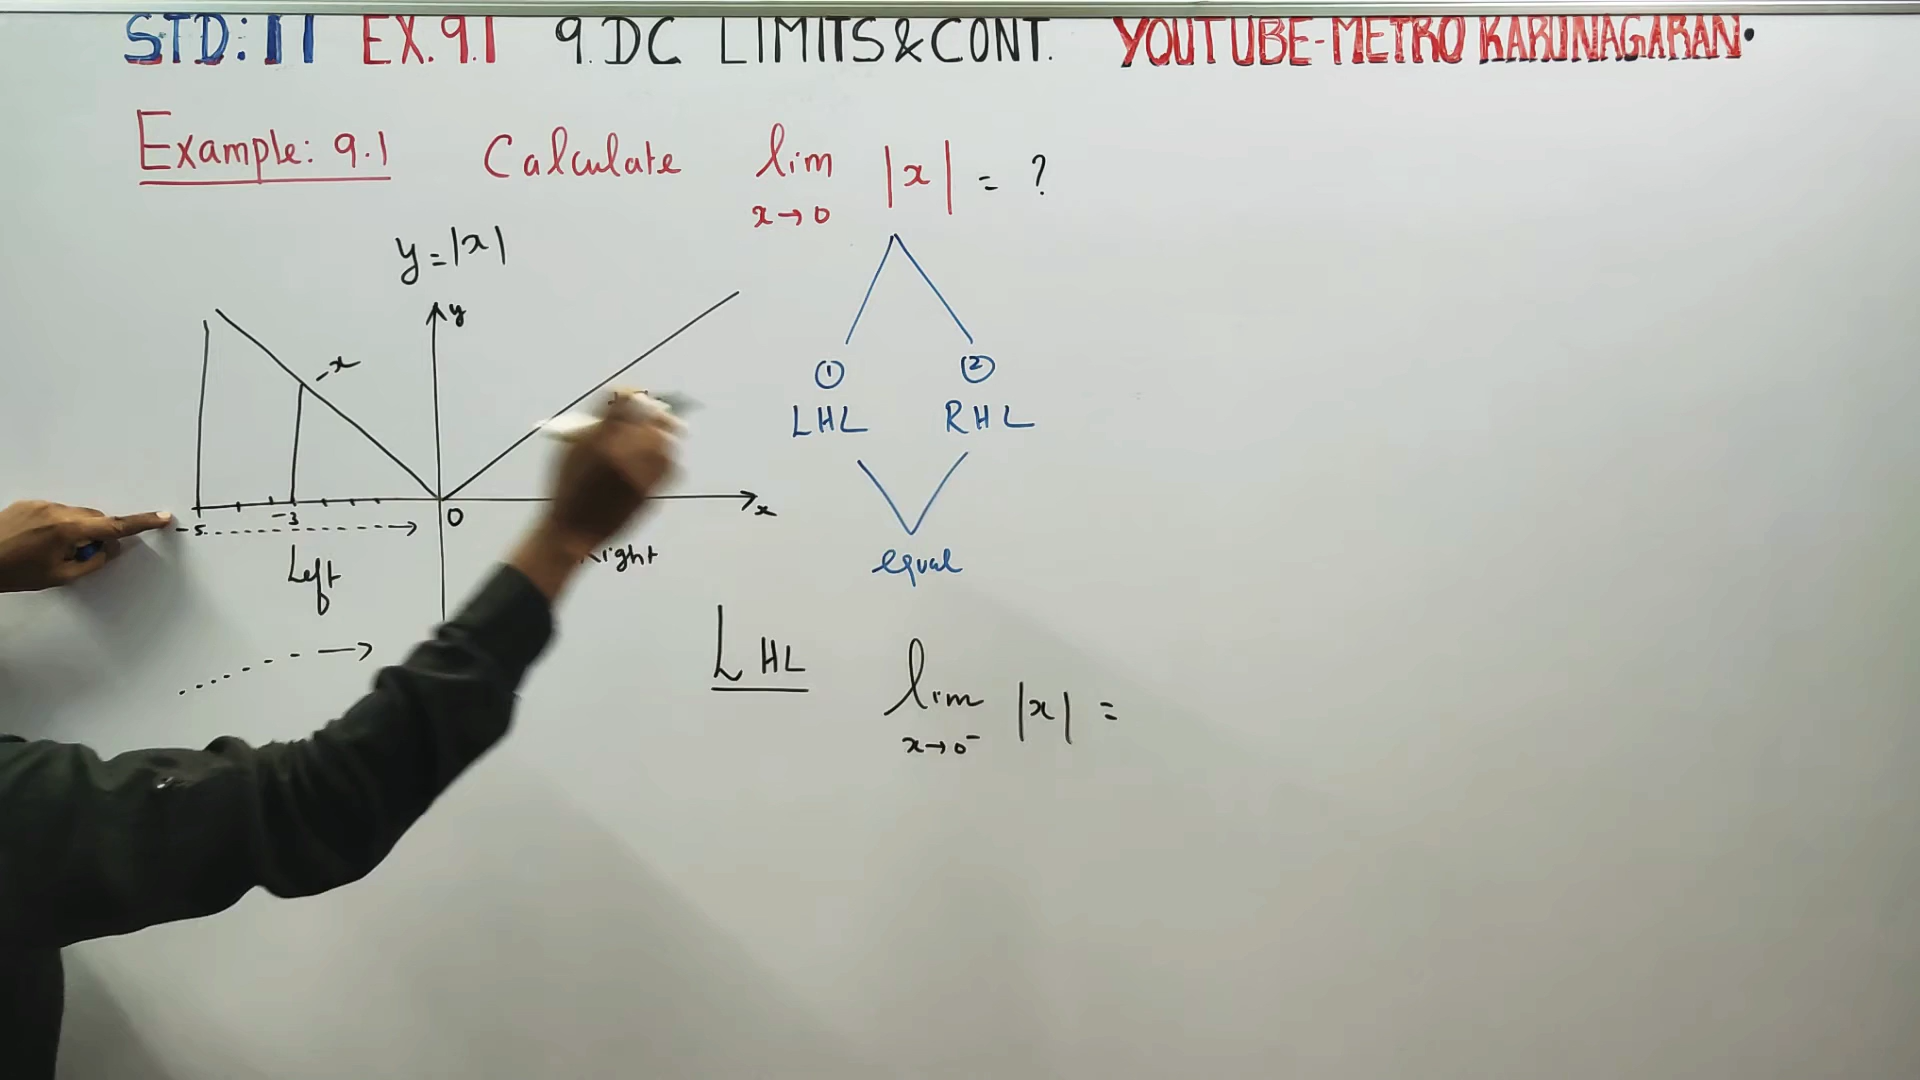 STD: 11 EX. 9.1 9. DC LIMITS & CONT. YOUTUBE-METRO KARUNAGARAN.
Example: 9.1 Calculate lim x→0 |x| = ?
y = |x|
y
-x
① ②
LHL RHL
-5 -3 0 x
Left
equal
LHL lim x→0⁻ |x| =